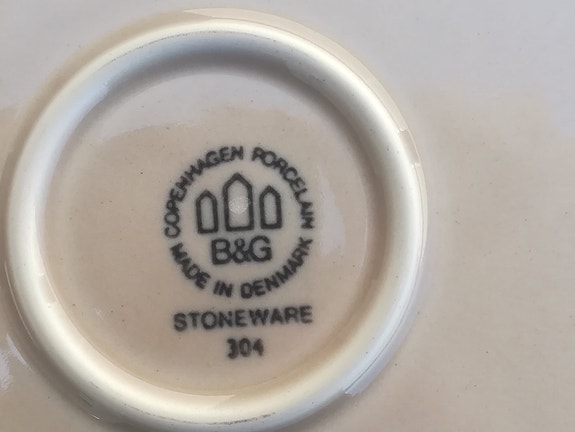 COPENHAGEN PORCELAIN
B&G
MADE IN DENMARK
STONEWARE
304